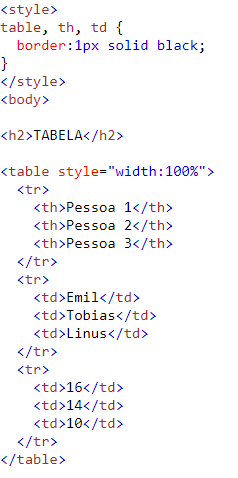 <style>
table, th, td {
  border:1px solid black;
}
</style>
<body>

<h2>TABELA</h2>

<table style="width:100%">
  <tr>
    <th>Pessoa 1</th>
    <th>Pessoa 2</th>
    <th>Pessoa 3</th>
  </tr>
  <tr>
    <td>Emil</td>
    <td>Tobias</td>
    <td>Linus</td>
  </tr>
  <tr>
    <td>16</td>
    <td>14</td>
    <td>10</td>
  </tr>
</table>